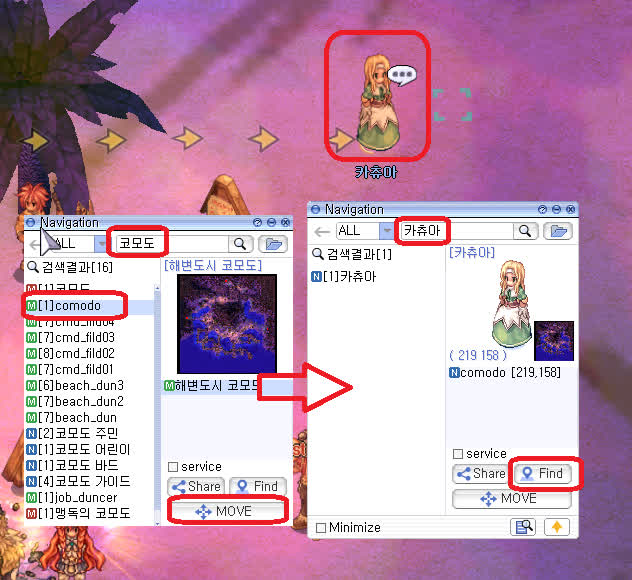 카츄아
Navigation
ALL
코모도
검색결과[16]
[1]코모도
[1]comodo
[7]cmd_fild04
[7]cmd_fild03
[8]cmd_fild02
[7]cmd_fild01
[6]beach_dun3
[7]beach_dun2
[7]beach_dun
[2]코모도 주민
[1]코모도 어린이
[1]코모도 바드
[4]코모도 가이드
[1]job_duncer
[1]맹독의 코모도
[해변도시 코모도]
해변도시 코모도
service
Share
Find
MOVE
Navigation
ALL
카츄아
검색결과[1]
[1]카츄아
[카츄아]
( 219 158 )
comodo [219,158]
service
Share
Find
MOVE
Minimize